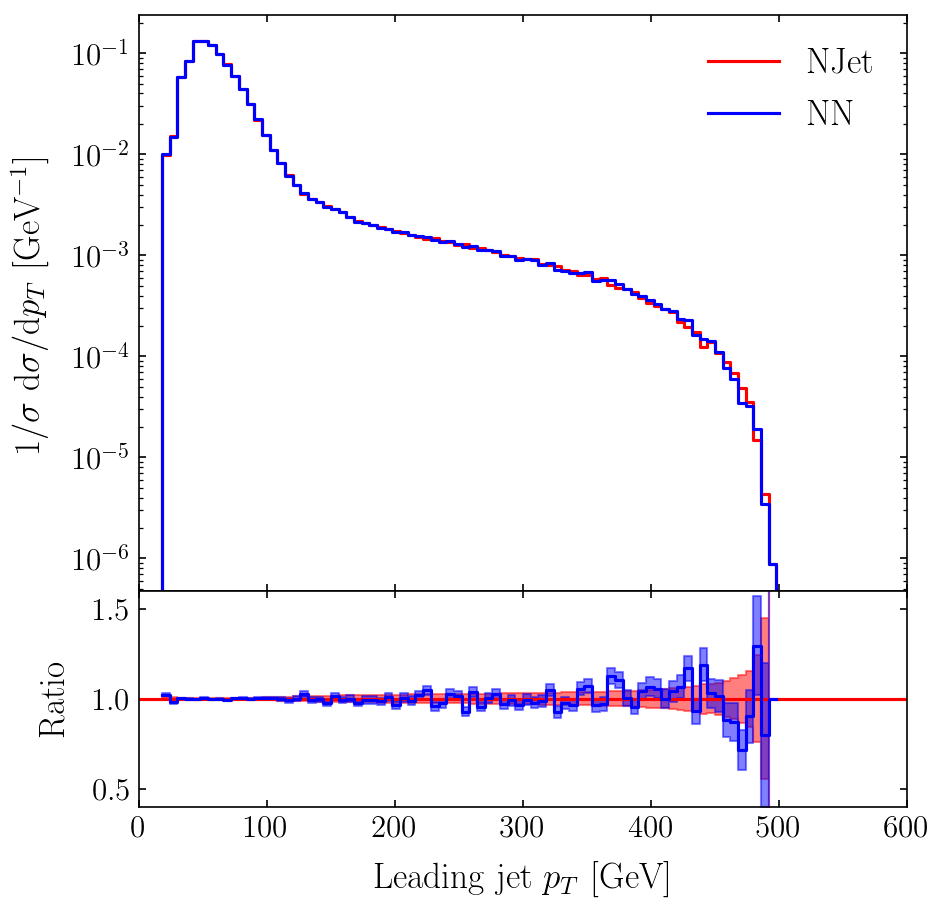 1/σ dσ/dp_T [GeV⁻¹]
10⁻¹
10⁻²
10⁻³
10⁻⁴
10⁻⁵
10⁻⁶
NJet
NN
Ratio
1.5
1.0
0.5
0 100 200 300 400 500 600
Leading jet p_T [GeV]